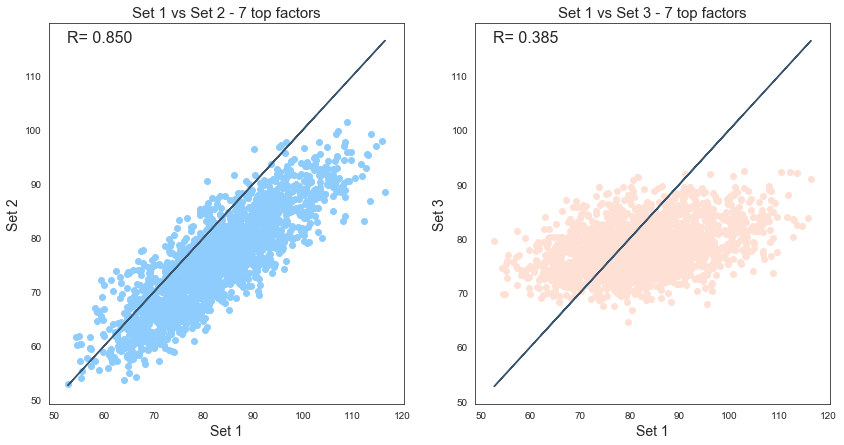 Set 1 vs Set 2 - 7 top factors
R= 0.850
110
100
90
80
70
60
50
50 60 70 80 90 100 110 120
Set 2
Set 1
Set 1 vs Set 3 - 7 top factors
R= 0.385
110
100
90
80
70
60
50
50 60 70 80 90 100 110 120
Set 3
Set 1